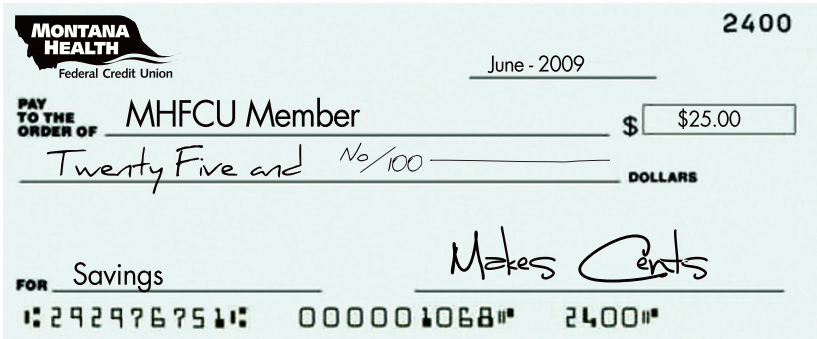 MONTANA
HEALTH
Federal Credit Union
2400
June - 2009
PAY
TO THE
ORDER OF MHFCU Member $ $25.00
Twenty Five and No/100
DOLLARS
Makes Cents
FOR Savings
⑆292976751⑆ 000001068⑈ 2400⑈